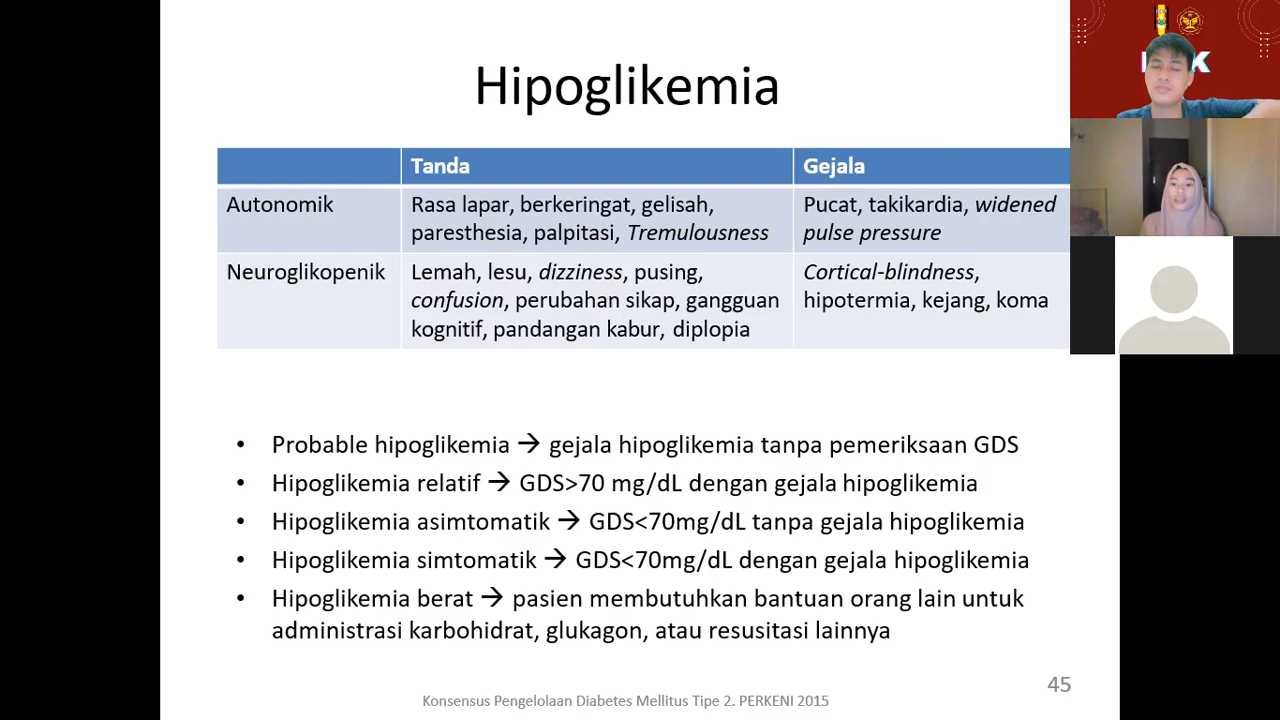 Hipoglikemia
Tanda
Gejala
Autonomik
Rasa lapar, berkeringat, gelisah,
paresthesia, palpitasi, Tremulousness
Pucat, takikardia, widened
pulse pressure
Neuroglikopenik
Lemah, lesu, dizziness, pusing,
confusion, perubahan sikap, gangguan
kognitif, pandangan kabur, diplopia
Cortical-blindness,
hipotermia, kejang, koma
• Probable hipoglikemia → gejala hipoglikemia tanpa pemeriksaan GDS
• Hipoglikemia relatif → GDS>70 mg/dL dengan gejala hipoglikemia
• Hipoglikemia asimtomatik → GDS<70mg/dL tanpa gejala hipoglikemia
• Hipoglikemia simtomatik → GDS<70mg/dL dengan gejala hipoglikemia
• Hipoglikemia berat → pasien membutuhkan bantuan orang lain untuk
administrasi karbohidrat, glukagon, atau resusitasi lainnya
45
Konsensus Pengelolaan Diabetes Mellitus Tipe 2. PERKENI 2015